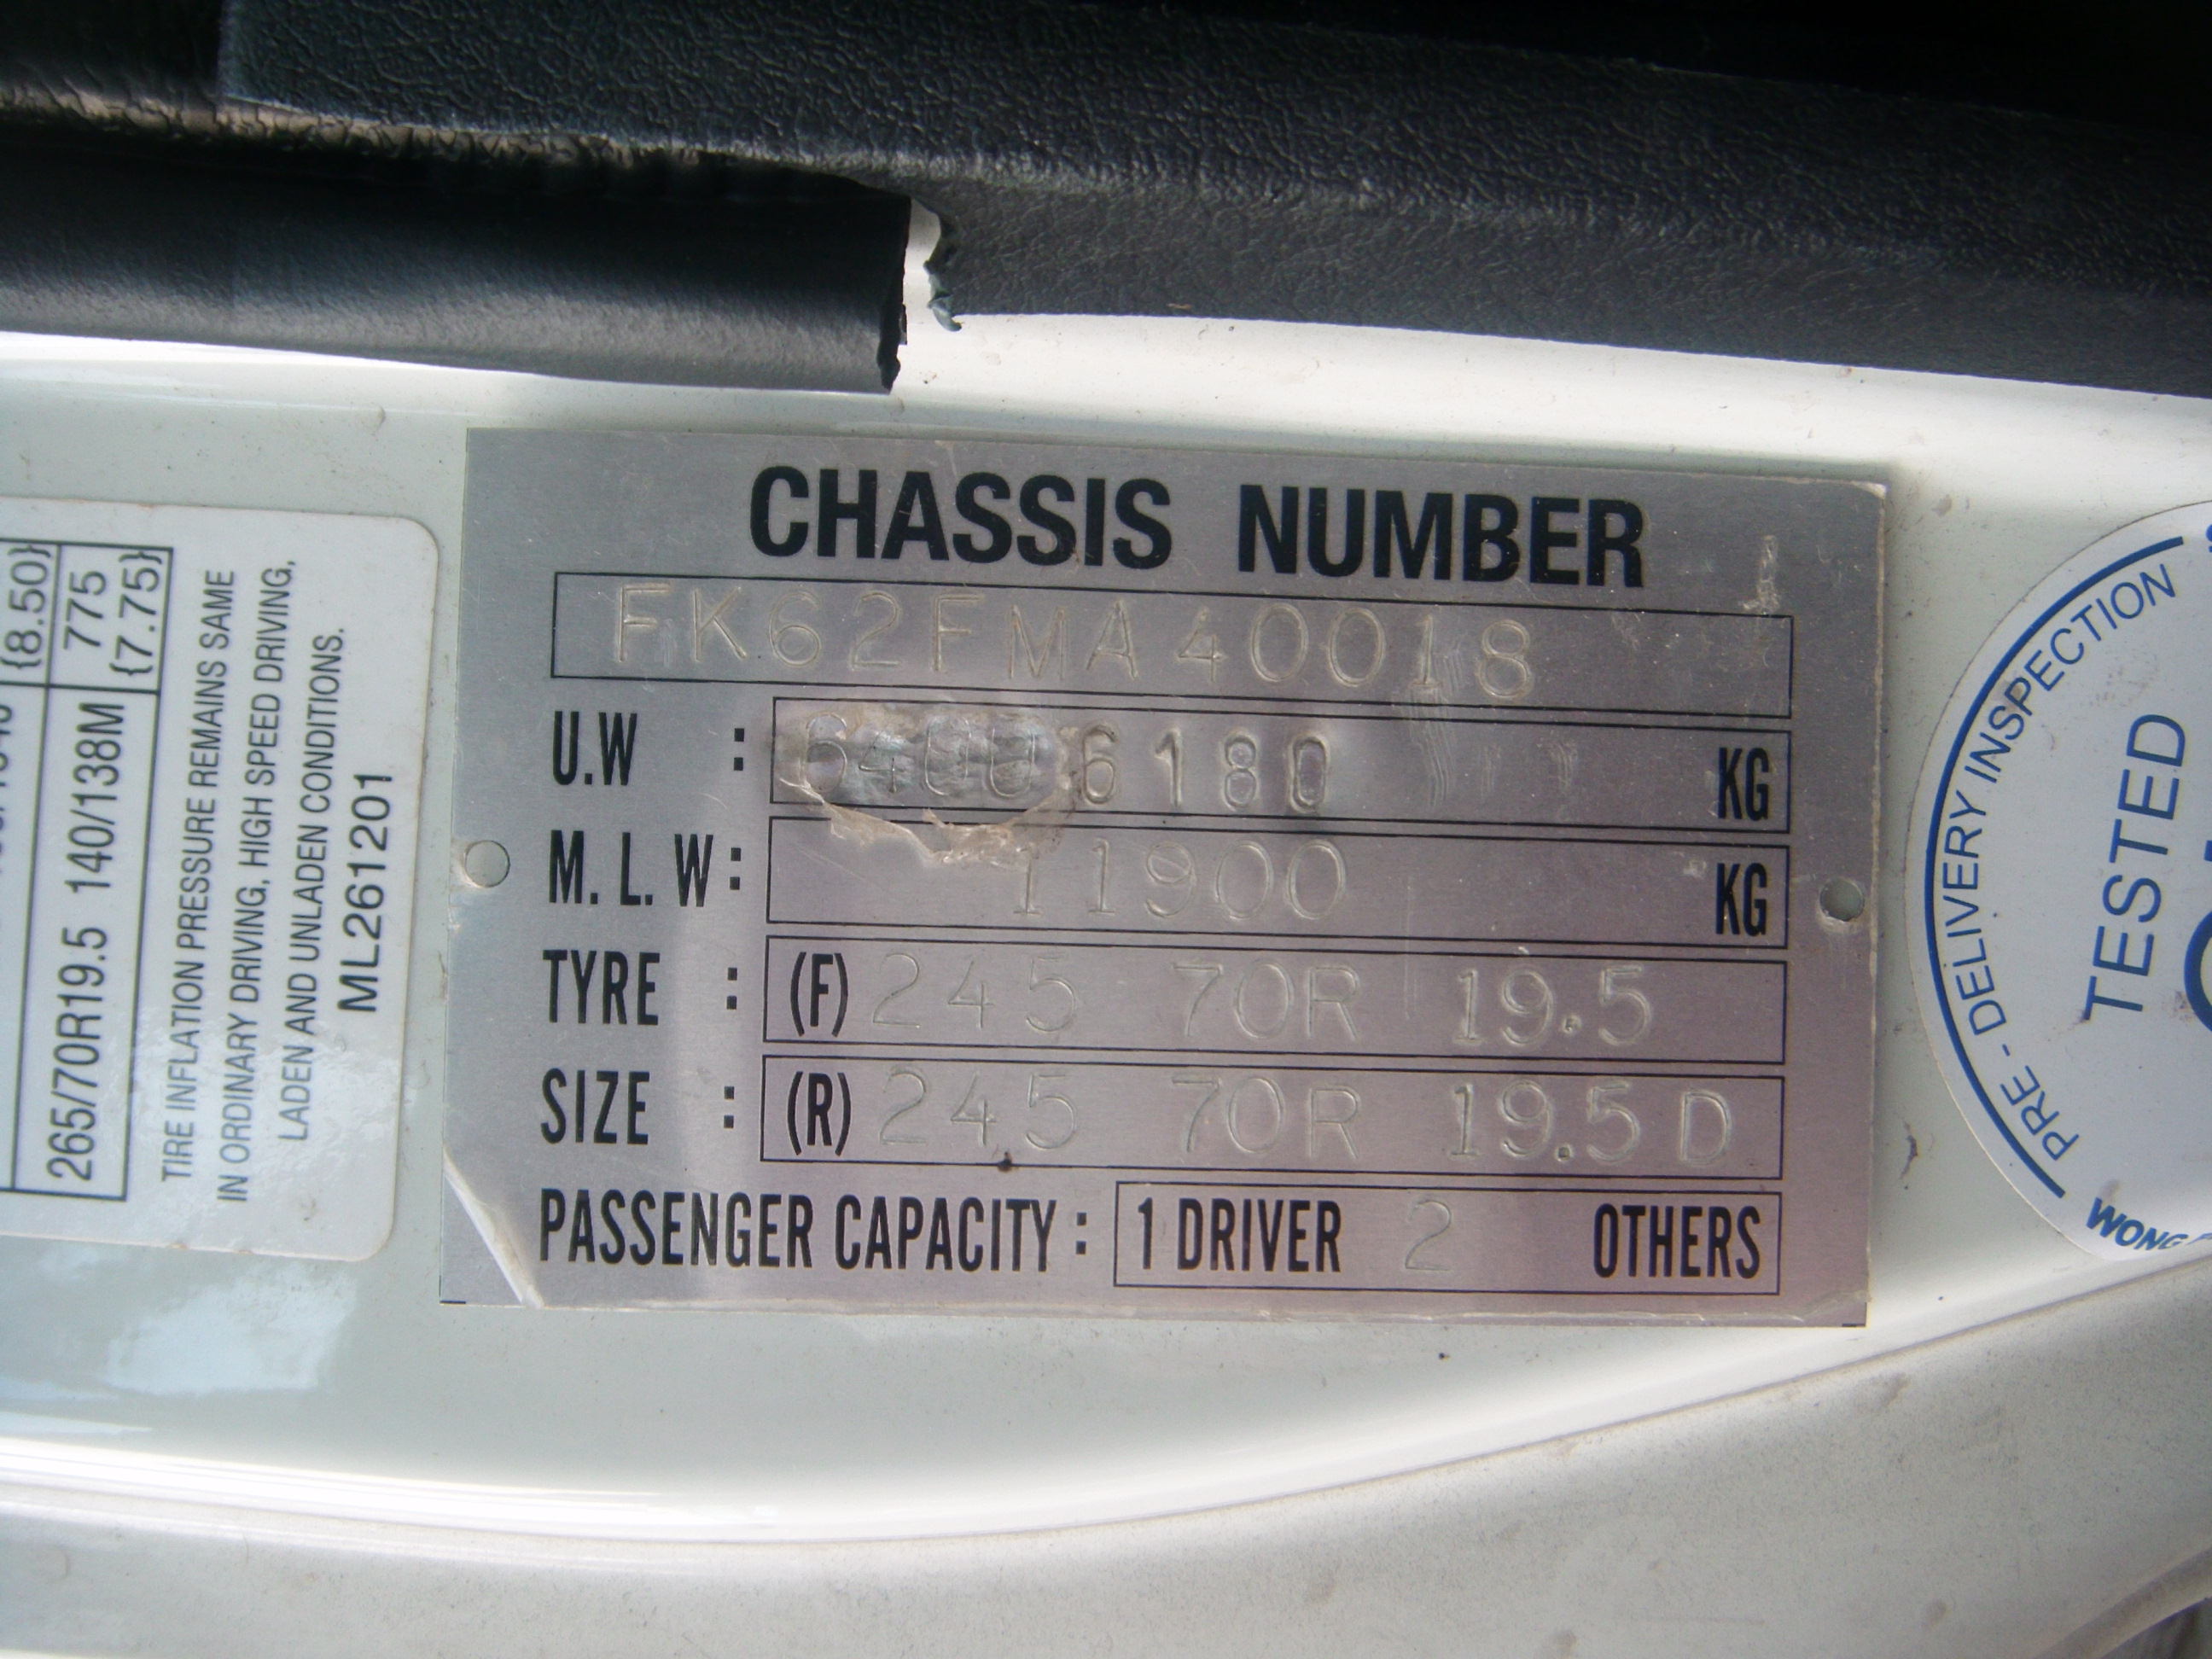 CHASSIS NUMBER
FK62FMA40018
U.W : 6180 KG
M. L. W : 11900 KG
TYRE : (F) 245 70R 19.5
SIZE : (R) 245 70R 19.5 D
PASSENGER CAPACITY : 1 DRIVER 2 OTHERS
{8.50}
775
{7.75}
265/70R19.5 140/138M
TIRE INFLATION PRESSURE REMAINS SAME
IN ORDINARY DRIVING, HIGH SPEED DRIVING,
LADEN AND UNLADEN CONDITIONS.
ML261201
PRE - DELIVERY INSPECTION
TESTED
WONG